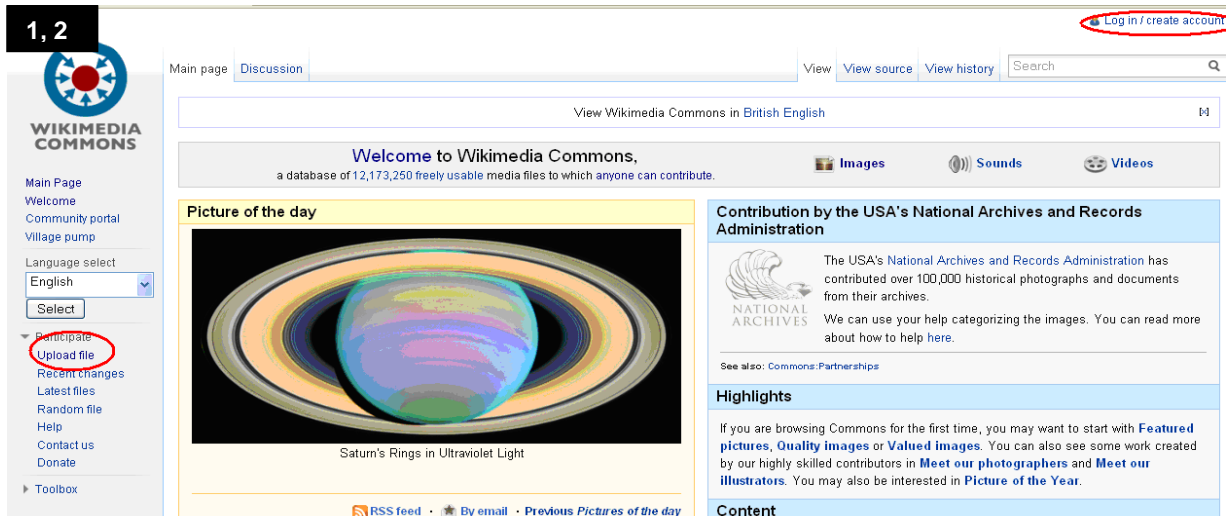 1, 2
Log in / create account
WIKIMEDIA
COMMONS
Main page
Discussion
View
View source
View history
Search
View Wikimedia Commons in British English
[x]
Welcome to Wikimedia Commons,
a database of 12,173,250 freely usable media files to which anyone can contribute.
Images
Sounds
Videos
Main Page
Welcome
Community portal
Village pump
Language select
English
Select
Participate
Upload file
Recent changes
Latest files
Random file
Help
Contact us
Donate
Toolbox
Picture of the day
Saturn's Rings in Ultraviolet Light
RSS feed · By email · Previous Pictures of the day
Contribution by the USA's National Archives and Records
Administration
NATIONAL
ARCHIVES
The USA's National Archives and Records Administration has
contributed over 100,000 historical photographs and documents
from their archives.
We can use your help categorizing the images. You can read more
about how to help here.
See also: Commons:Partnerships
Highlights
If you are browsing Commons for the first time, you may want to start with Featured
pictures, Quality images or Valued images. You can also see some work created
by our highly skilled contributors in Meet our photographers and Meet our
illustrators. You may also be interested in Picture of the Year.
Content